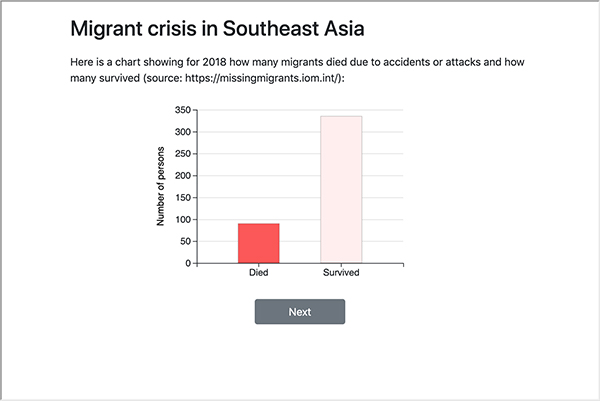 Migrant crisis in Southeast Asia
Here is a chart showing for 2018 how many migrants died due to accidents or attacks and how
many survived (source: https://missingmigrants.iom.int/):
Number of persons
350
300
250
200
150
100
50
0
Died Survived
Next